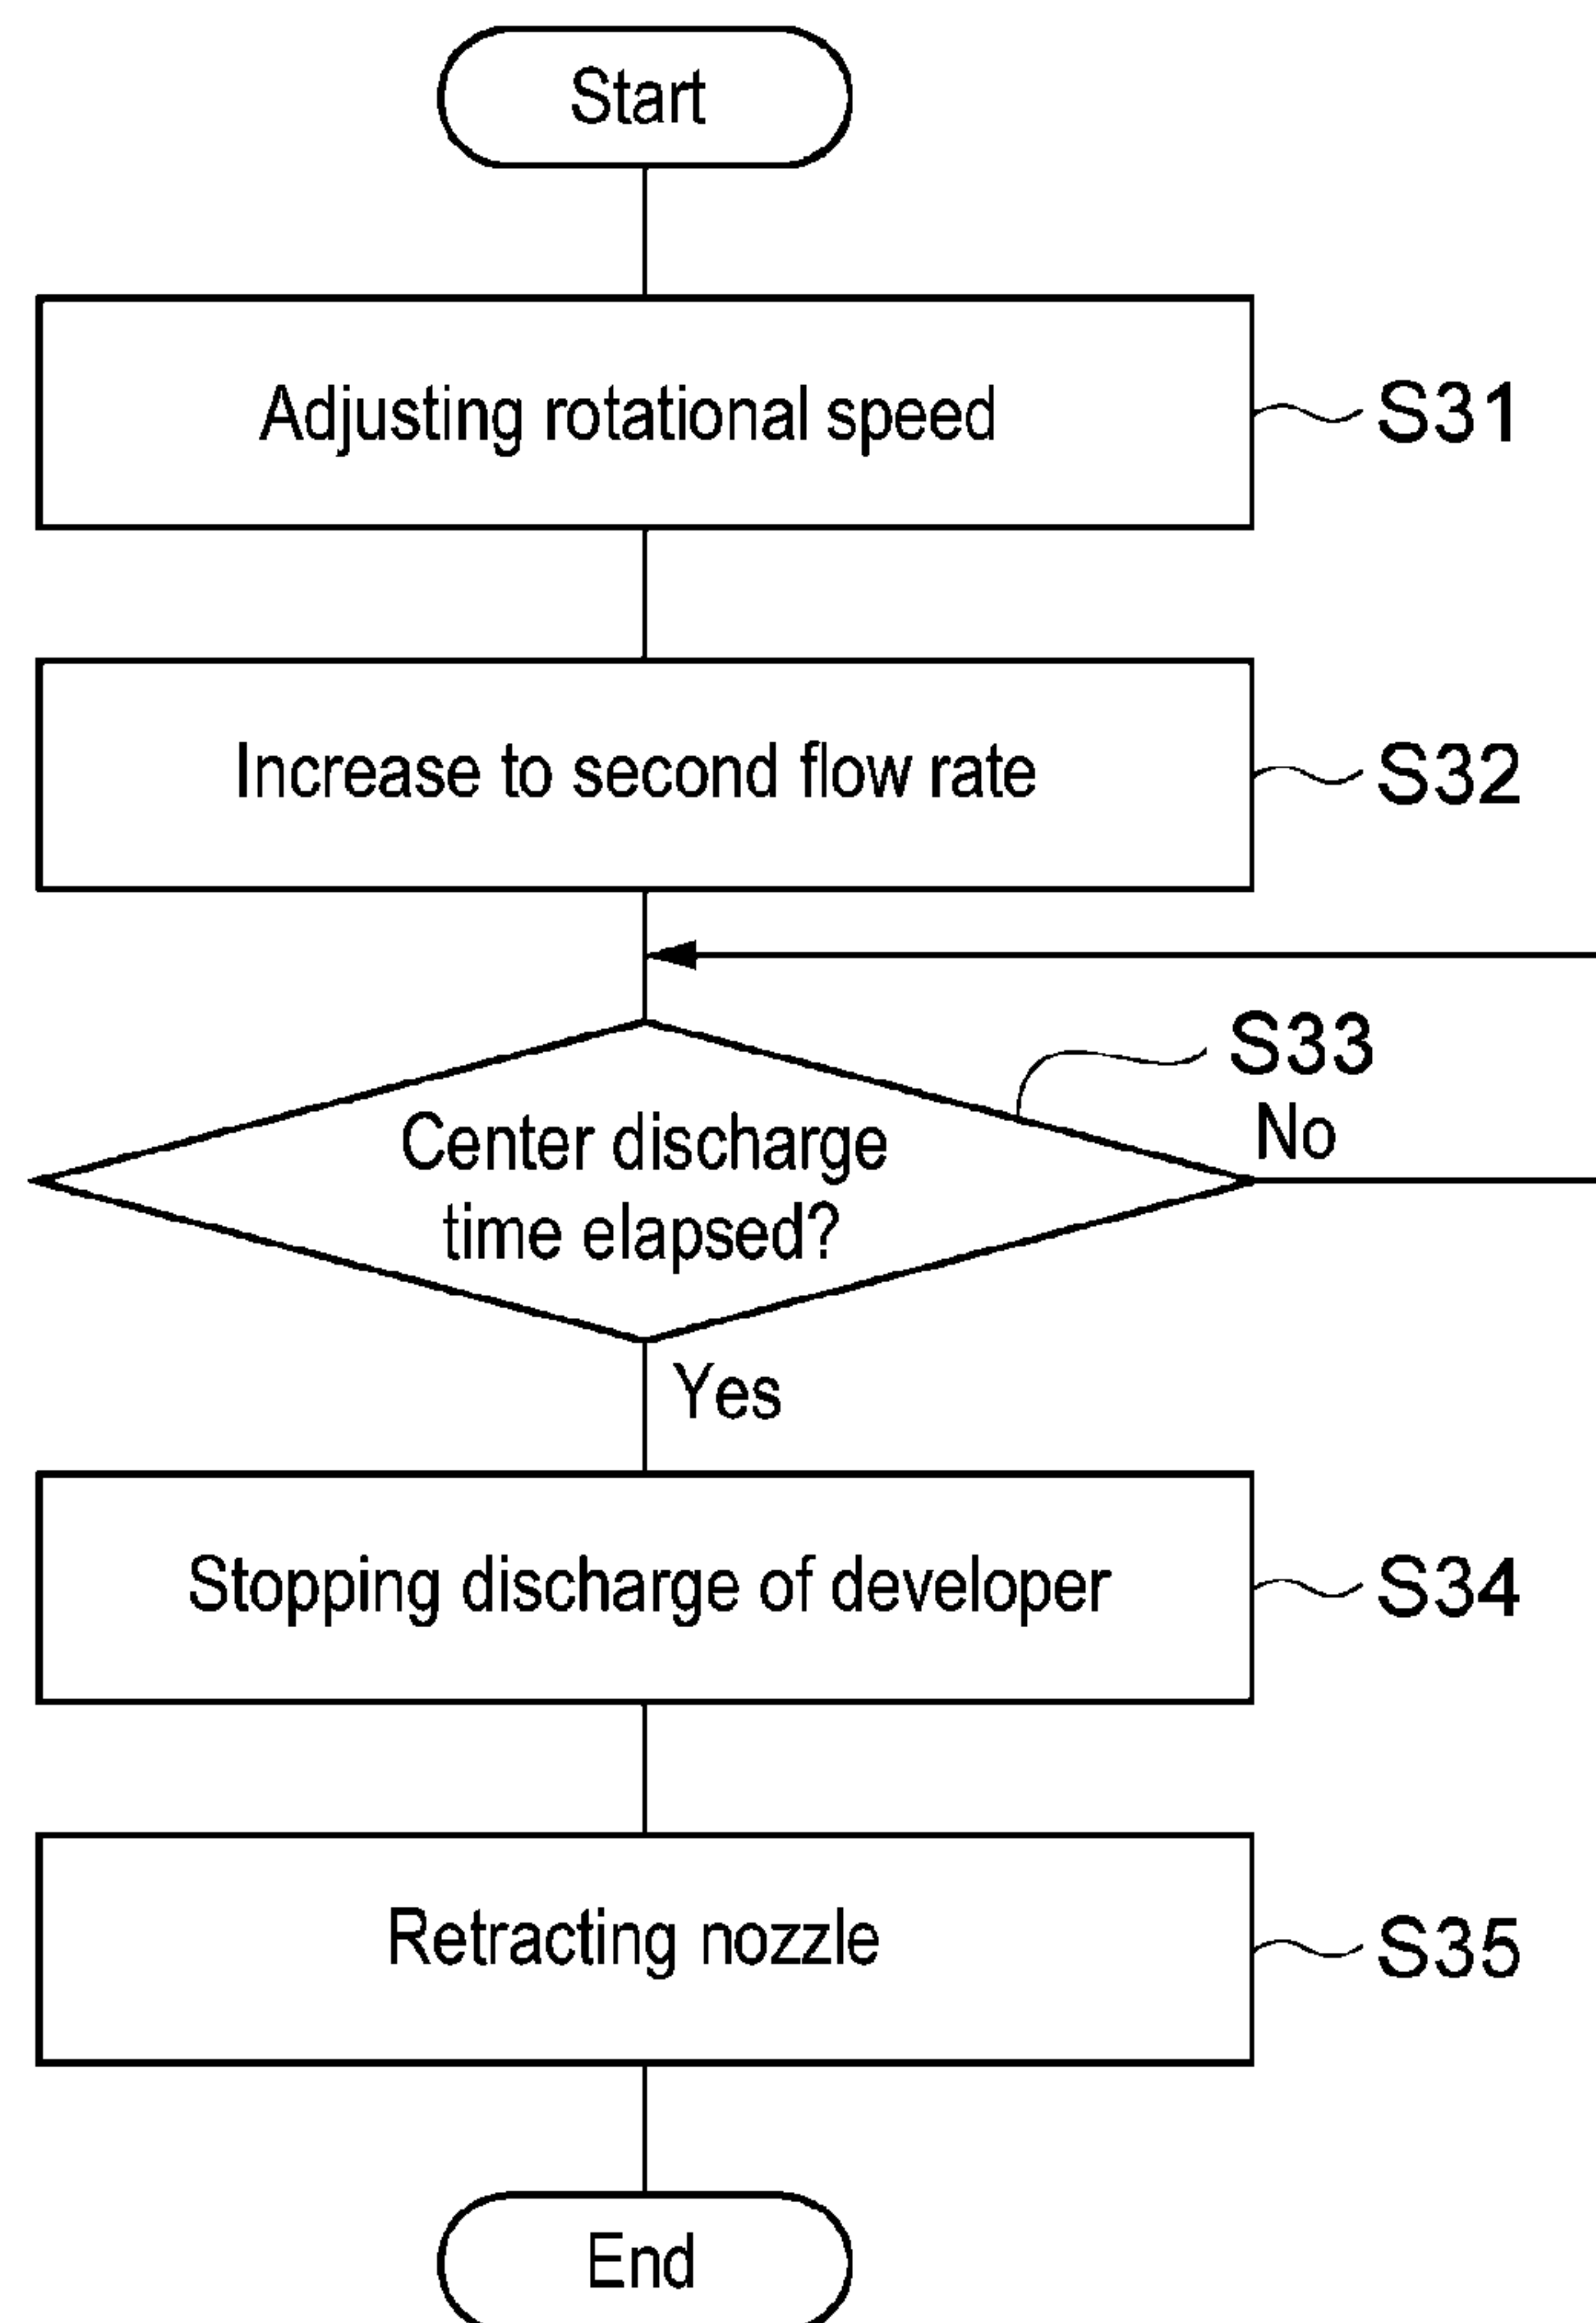 Start
Adjusting rotational speed
S31
Increase to second flow rate
S32
S33
Center discharge
time elapsed?
No
Yes
Stopping discharge of developer
S34
Retracting nozzle
S35
End